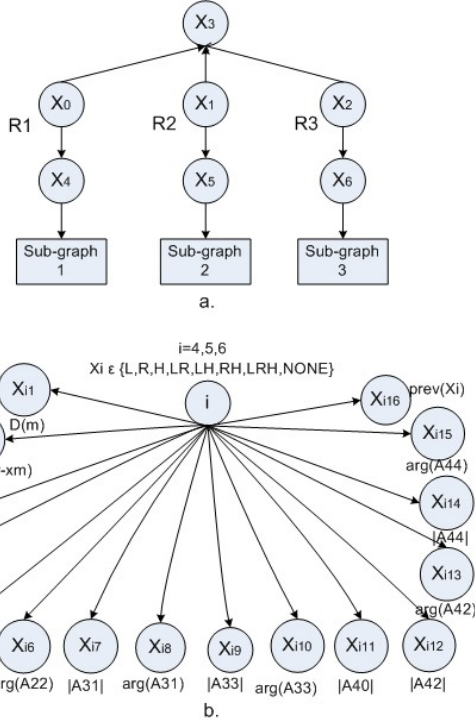 X3
X0 X1 X2
R1 R2 R3
X4 X5 X6
Sub-graph Sub-graph Sub-graph
1 2 3
a.
i=4,5,6
Xi ε {L,R,H,LR,LH,RH,LRH,NONE}
Xi1 i Xi16 prev(Xi)
D(m) Xi15
-xm) arg(A44)
Xi14
|A44|
Xi13
arg(A42)
Xi6 Xi7 Xi8 Xi9 Xi10 Xi11 Xi12
rg(A22) |A31| arg(A31) |A33| arg(A33) |A40| |A42|
b.